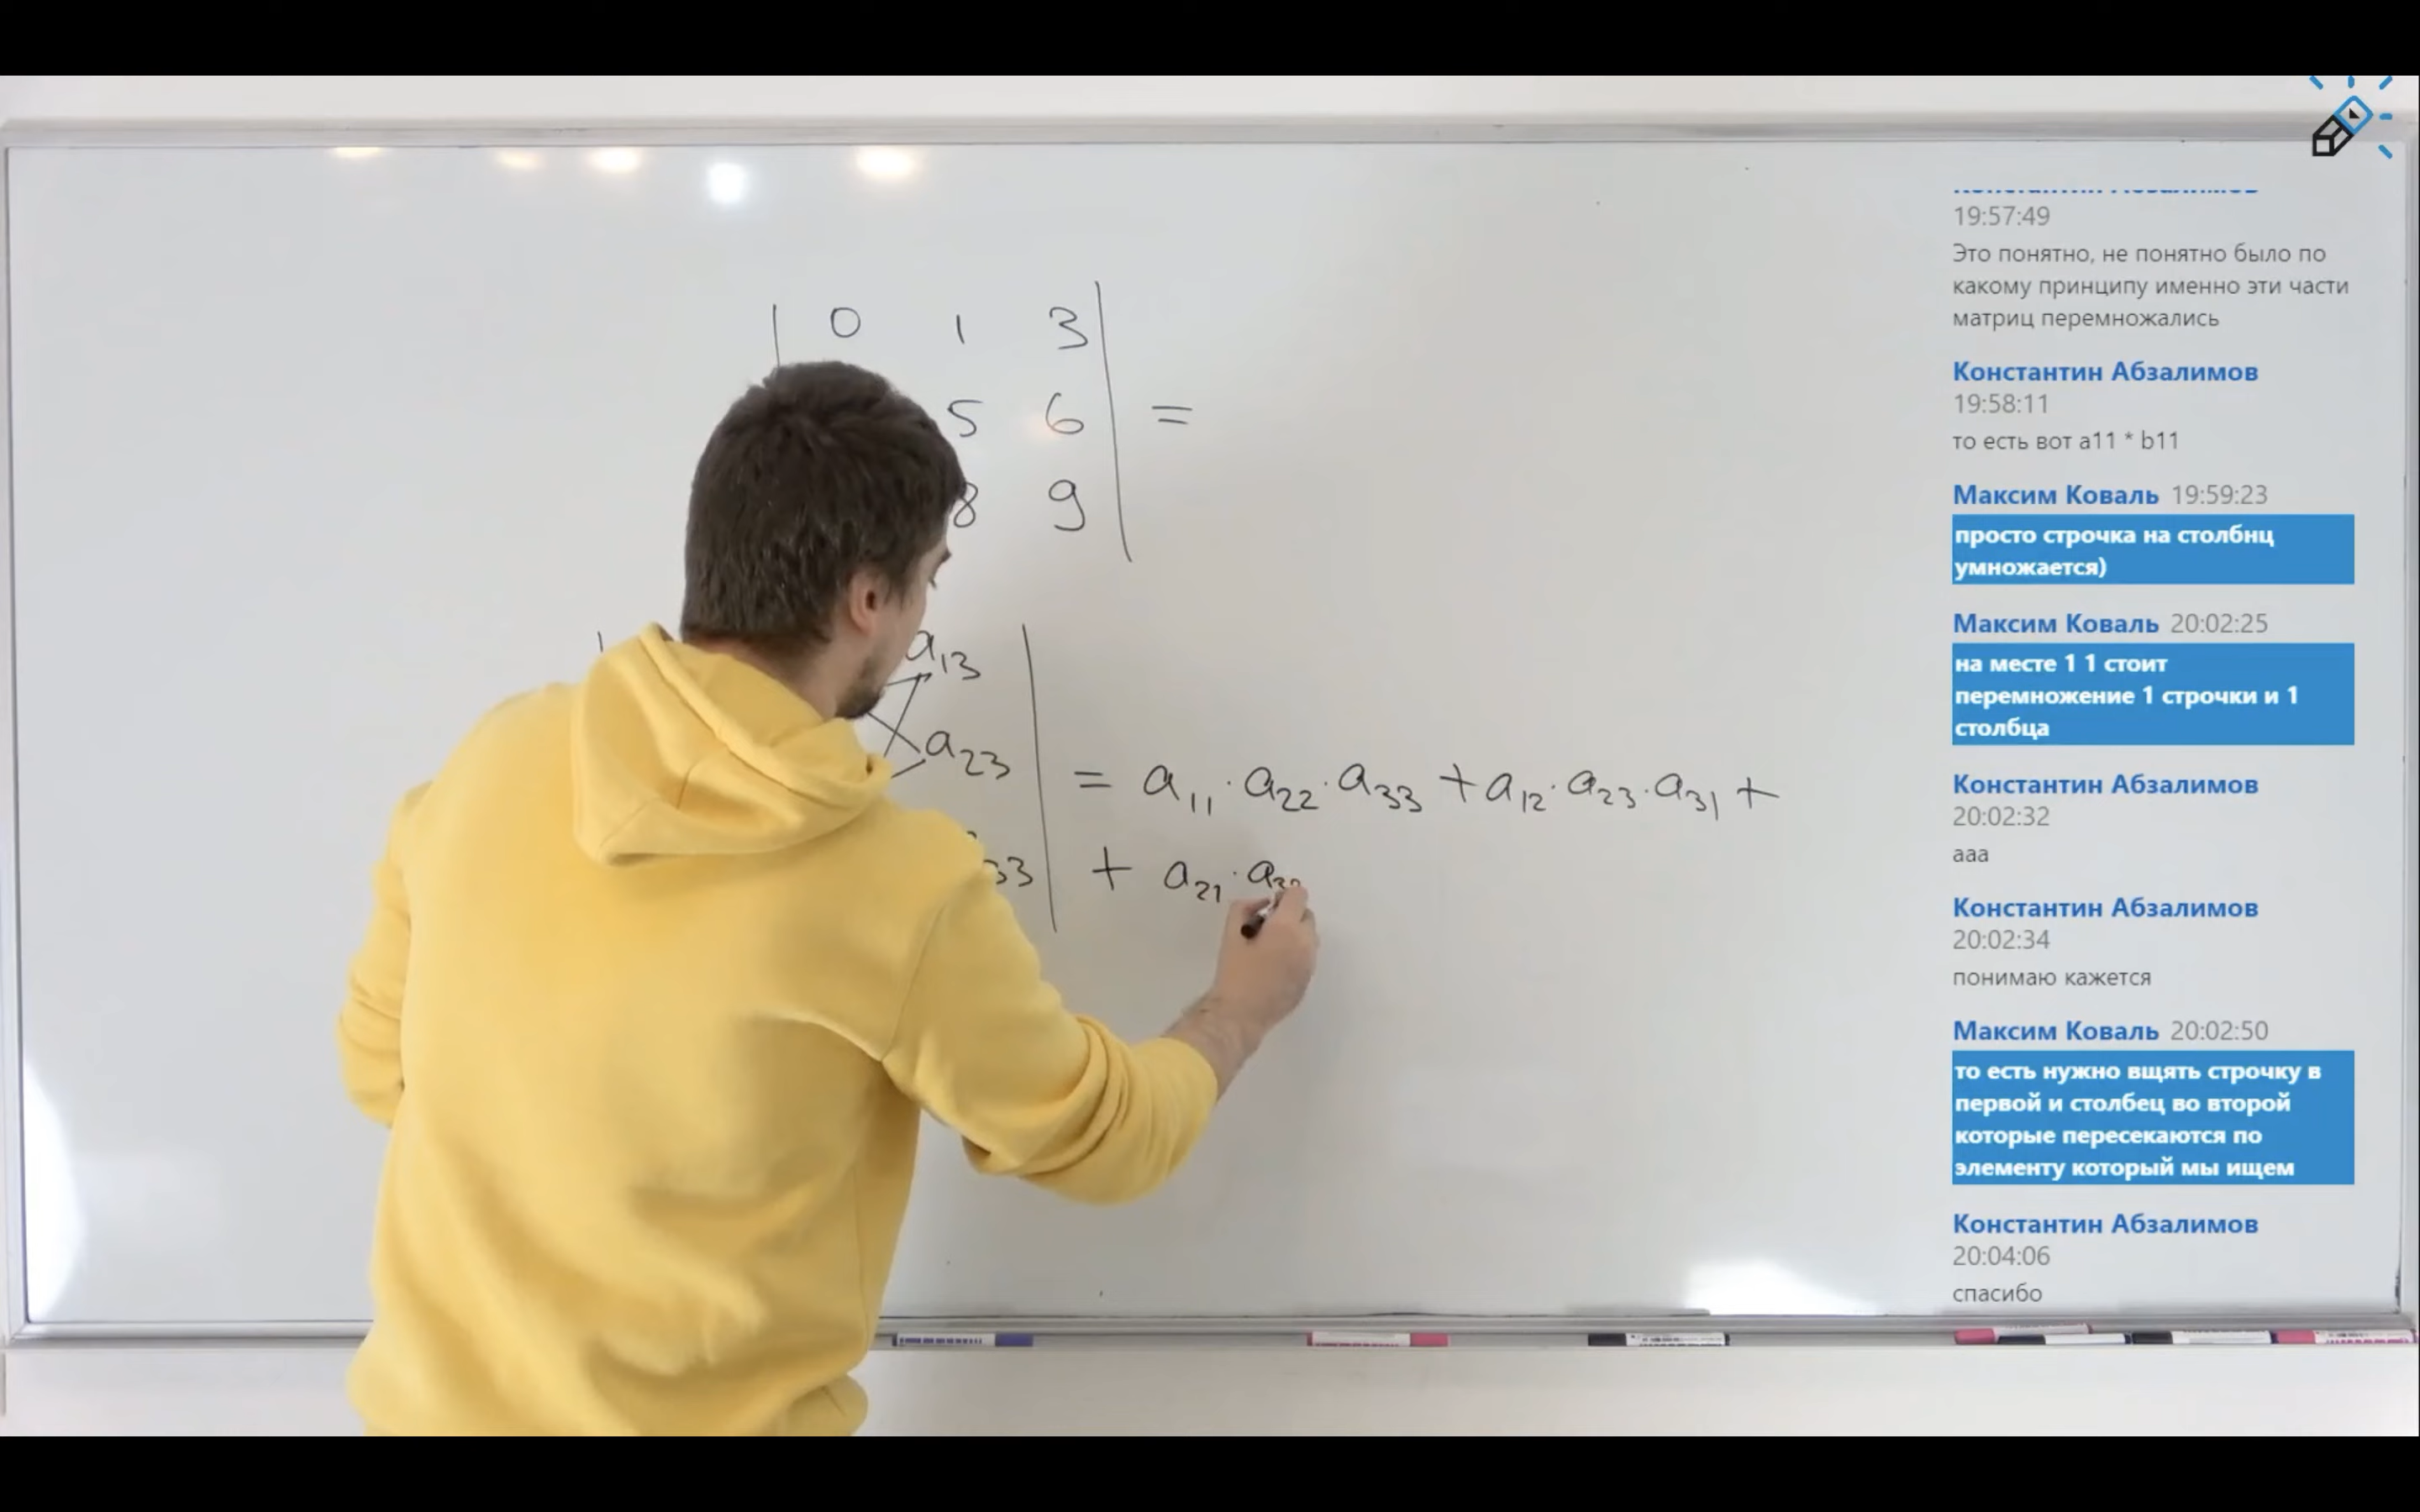 0 1 3
5 6 =
8 9
a13
a23 = a11 · a22 · a33 + a12 · a23 · a31 +
33 + a21 · a32
19:57:49
Это понятно, не понятно было по
какому принципу именно эти части
матриц перемножались
Константин Абзалимов
19:58:11
то есть вот a11 * b11
Максим Коваль 19:59:23
просто строчка на столбнц
умножается)
Максим Коваль 20:02:25
на месте 1 1 стоит
перемножение 1 строчки и 1
столбца
Константин Абзалимов
20:02:32
ааа
Константин Абзалимов
20:02:34
понимаю кажется
Максим Коваль 20:02:50
то есть нужно вщять строчку в
первой и столбец во второй
которые пересекаются по
элементу который мы ищем
Константин Абзалимов
20:04:06
спасибо